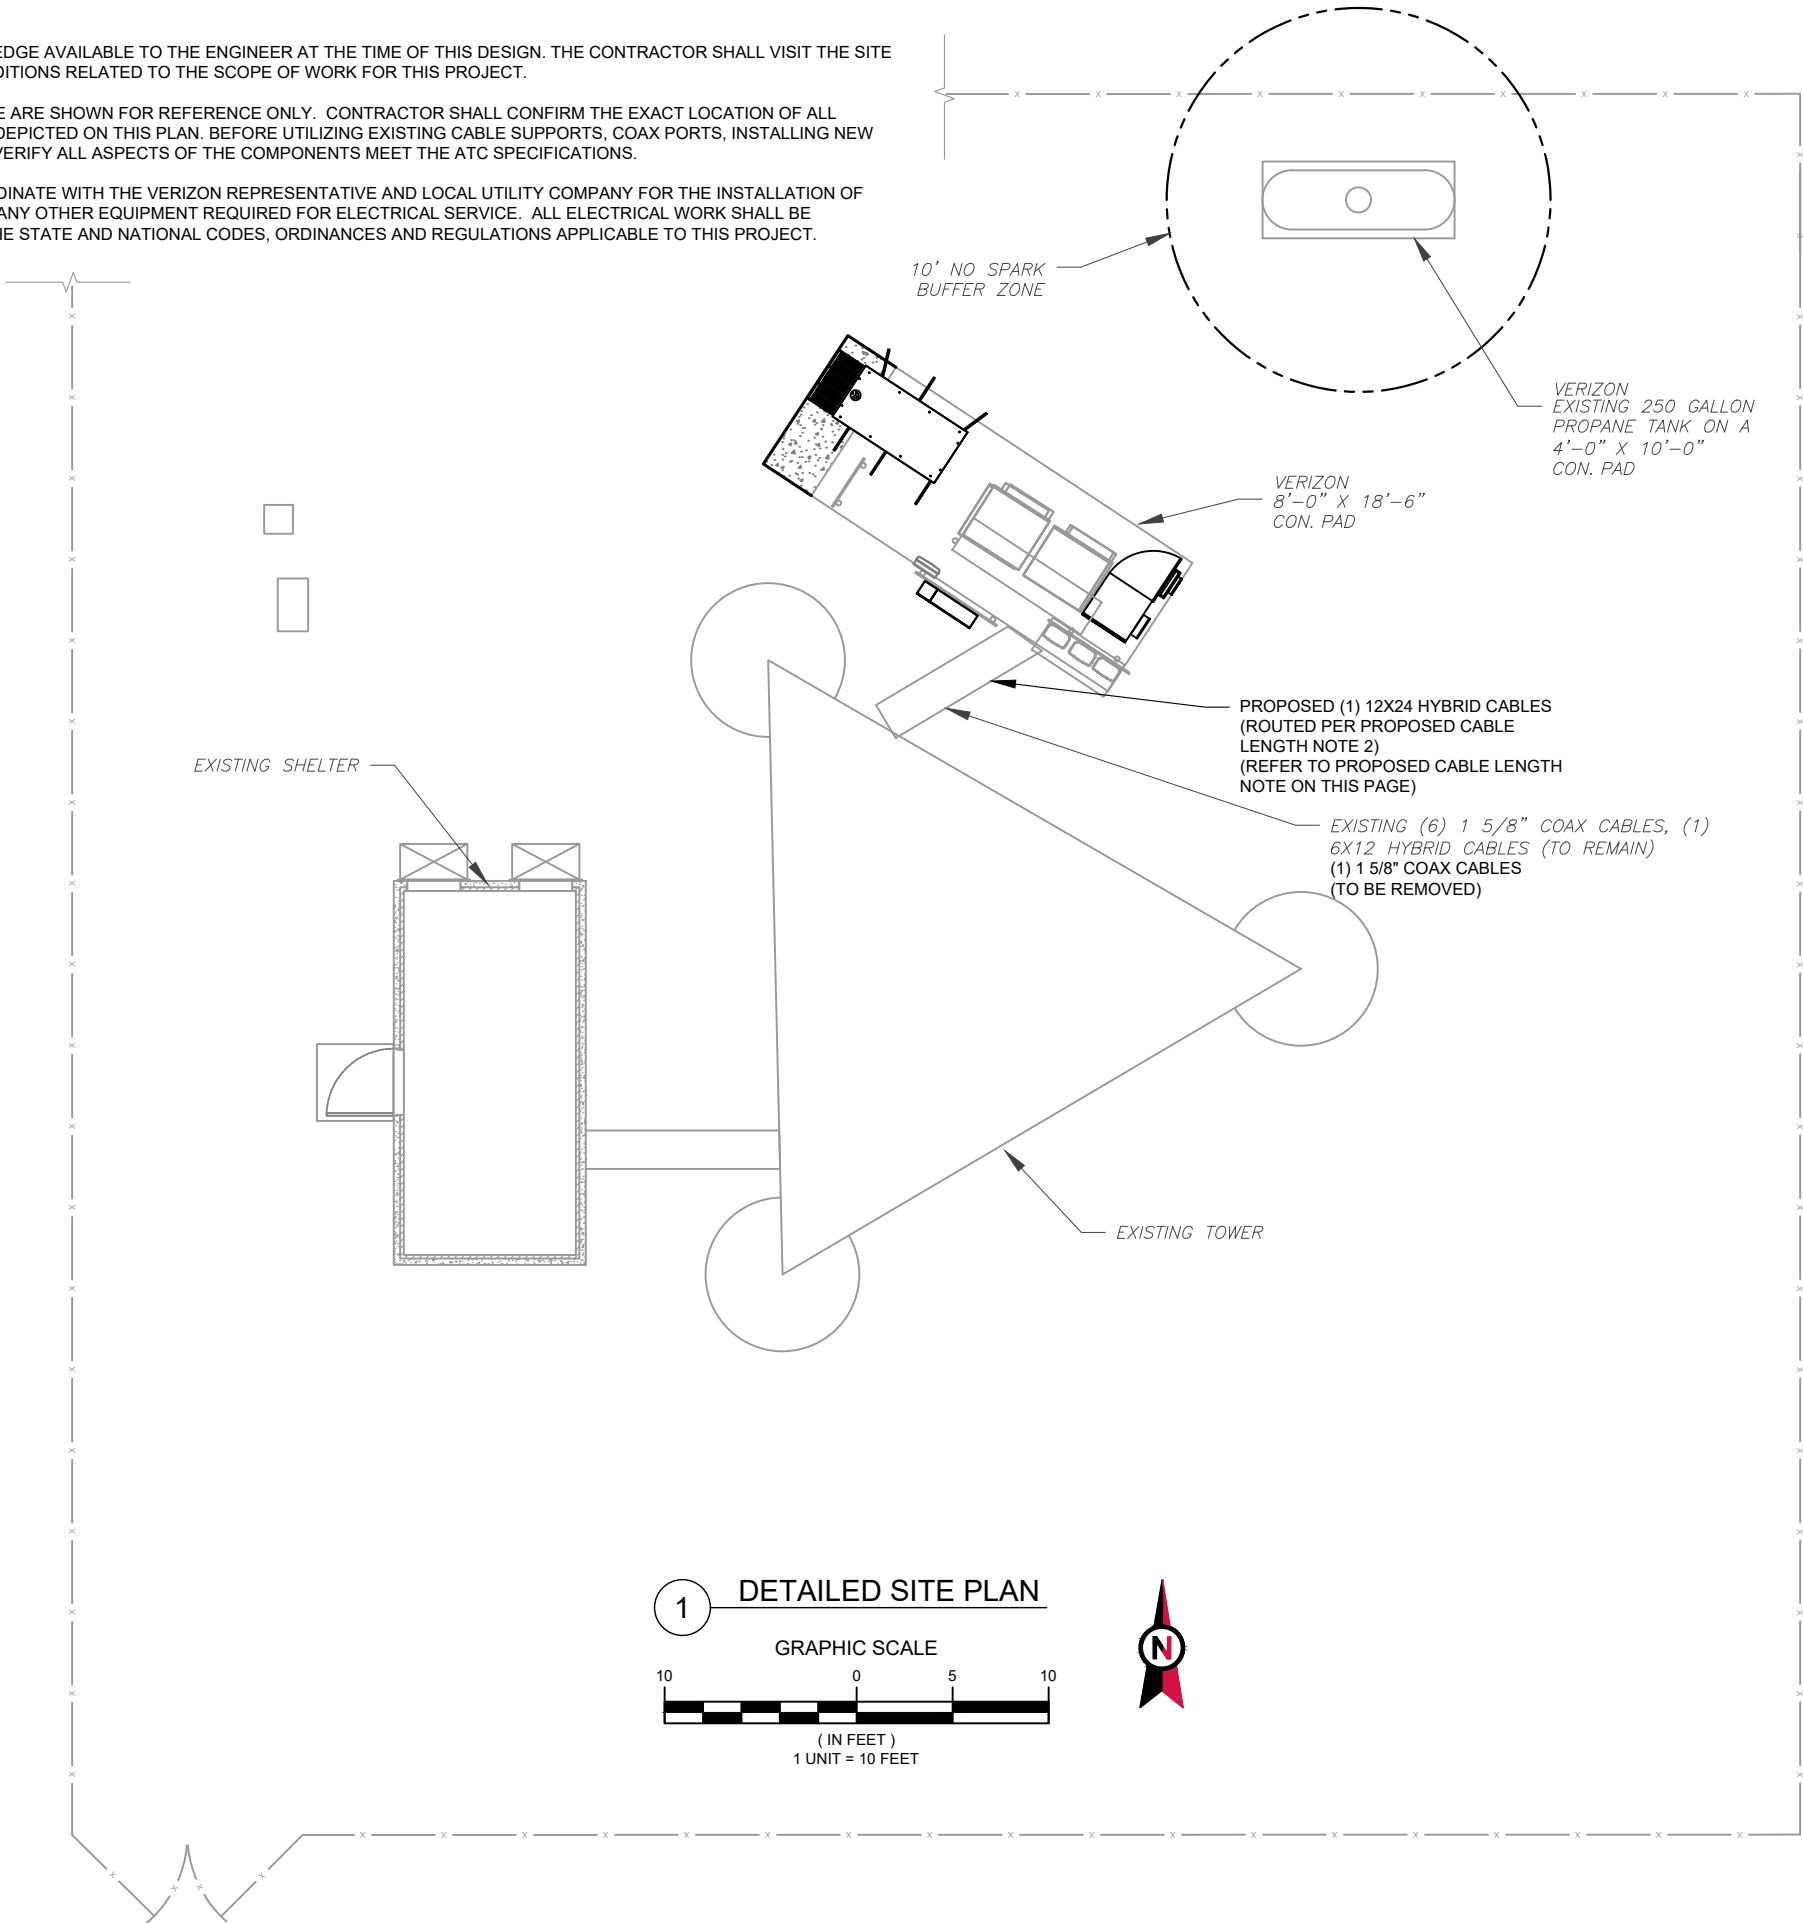 EDGE AVAILABLE TO THE ENGINEER AT THE TIME OF THIS DESIGN. THE CONTRACTOR SHALL VISIT THE SITE
DITIONS RELATED TO THE SCOPE OF WORK FOR THIS PROJECT.
E ARE SHOWN FOR REFERENCE ONLY. CONTRACTOR SHALL CONFIRM THE EXACT LOCATION OF ALL
DEPICTED ON THIS PLAN. BEFORE UTILIZING EXISTING CABLE SUPPORTS, COAX PORTS, INSTALLING NEW
VERIFY ALL ASPECTS OF THE COMPONENTS MEET THE ATC SPECIFICATIONS.
DINATE WITH THE VERIZON REPRESENTATIVE AND LOCAL UTILITY COMPANY FOR THE INSTALLATION OF
ANY OTHER EQUIPMENT REQUIRED FOR ELECTRICAL SERVICE. ALL ELECTRICAL WORK SHALL BE
HE STATE AND NATIONAL CODES, ORDINANCES AND REGULATIONS APPLICABLE TO THIS PROJECT.
10' NO SPARK
BUFFER ZONE
VERIZON
EXISTING 250 GALLON
PROPANE TANK ON A
4'-0" X 10'-0"
CON. PAD
VERIZON
8'-0" X 18'-6"
CON. PAD
PROPOSED (1) 12X24 HYBRID CABLES
(ROUTED PER PROPOSED CABLE
LENGTH NOTE 2)
(REFER TO PROPOSED CABLE LENGTH
NOTE ON THIS PAGE)
EXISTING SHELTER
EXISTING (6) 1 5/8" COAX CABLES, (1)
6X12 HYBRID CABLES (TO REMAIN)
(1) 1 5/8" COAX CABLES
(TO BE REMOVED)
EXISTING TOWER
1 DETAILED SITE PLAN
GRAPHIC SCALE
10 0 5 10
( IN FEET )
1 UNIT = 10 FEET
N